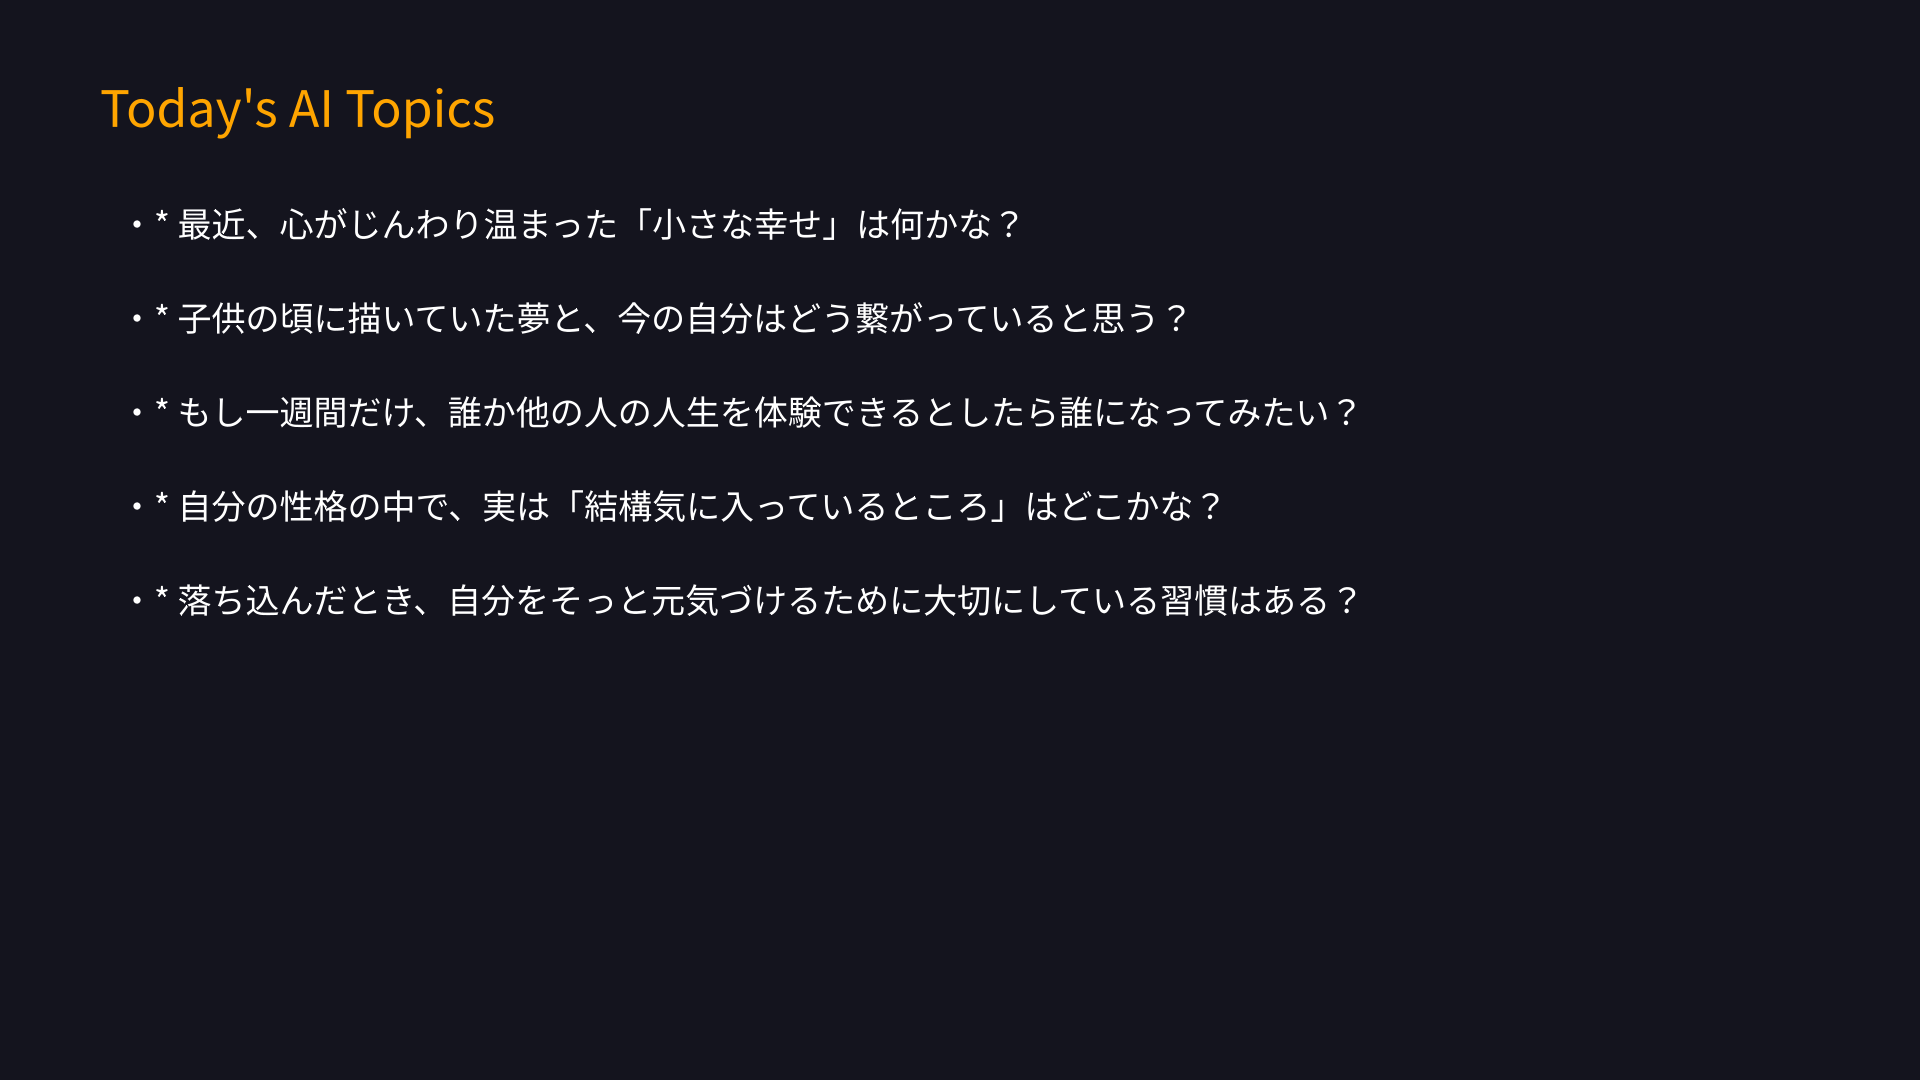 Today's AI Topics
・* 最近、心がじんわり温まった「小さな幸せ」は何かな？
・* 子供の頃に描いていた夢と、今の自分はどう繋がっていると思う？
・* もし一週間だけ、誰か他の人の人生を体験できるとしたら誰になってみたい？
・* 自分の性格の中で、実は「結構気に入っているところ」はどこかな？
・* 落ち込んだとき、自分をそっと元気づけるために大切にしている習慣はある？